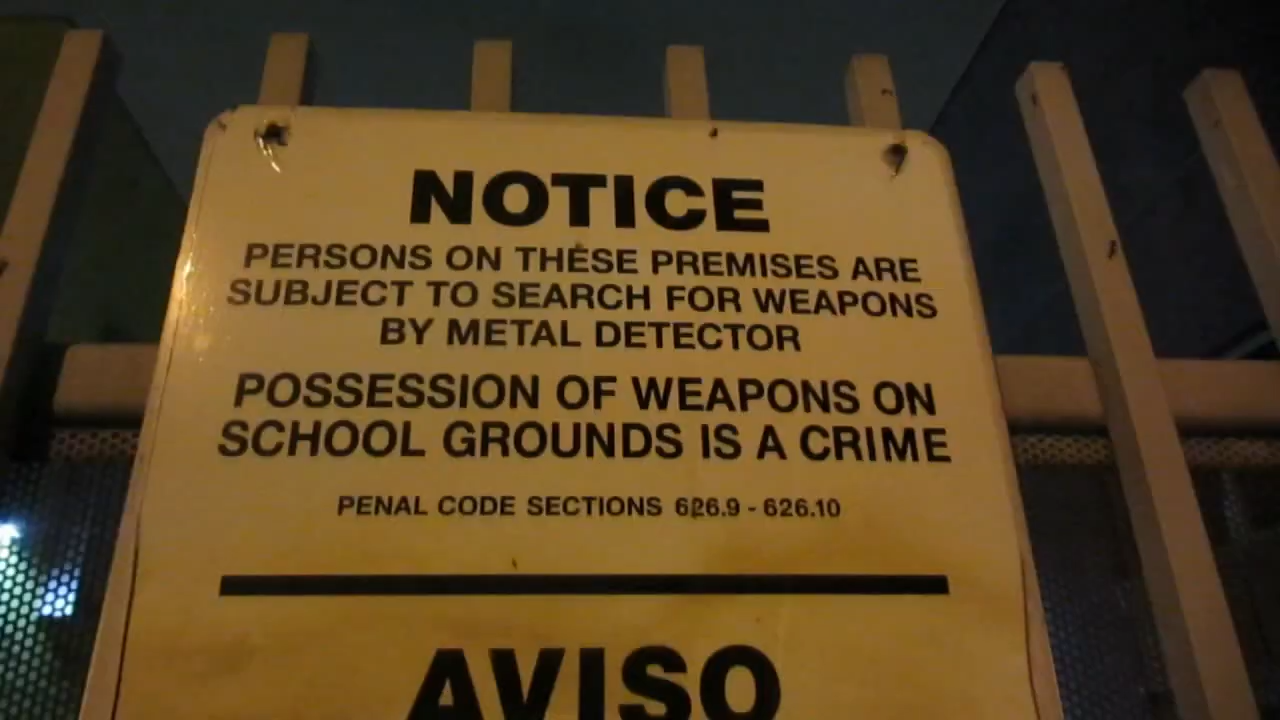 NOTICE
PERSONS ON THESE PREMISES ARE
SUBJECT TO SEARCH FOR WEAPONS
BY METAL DETECTOR
POSSESSION OF WEAPONS ON
SCHOOL GROUNDS IS A CRIME
PENAL CODE SECTIONS 626.9 - 626.10
AVISO